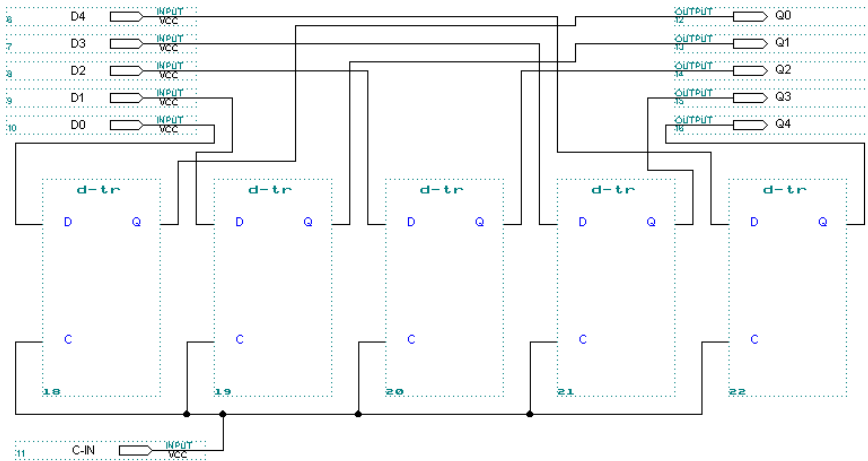 6 D4 INPUT VCC OUTPUT 12 Q0
7 D3 INPUT VCC OUTPUT 13 Q1
8 D2 INPUT VCC OUTPUT 14 Q2
9 D1 INPUT VCC OUTPUT 15 Q3
10 D0 INPUT VCC OUTPUT 16 Q4
d-tr d-tr d-tr d-tr d-tr
D Q D Q D Q D Q D Q
C C C C C
18 19 20 21 22
11 C-IN INPUT VCC